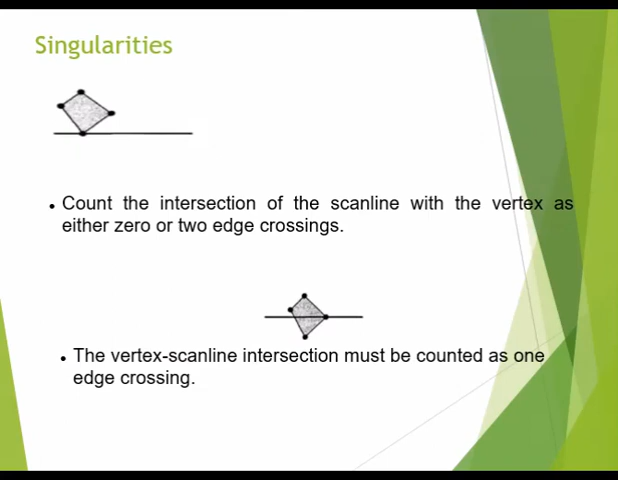 Singularities
• Count the intersection of the scanline with the vertex as
either zero or two edge crossings.
• The vertex-scanline intersection must be counted as one
edge crossing.